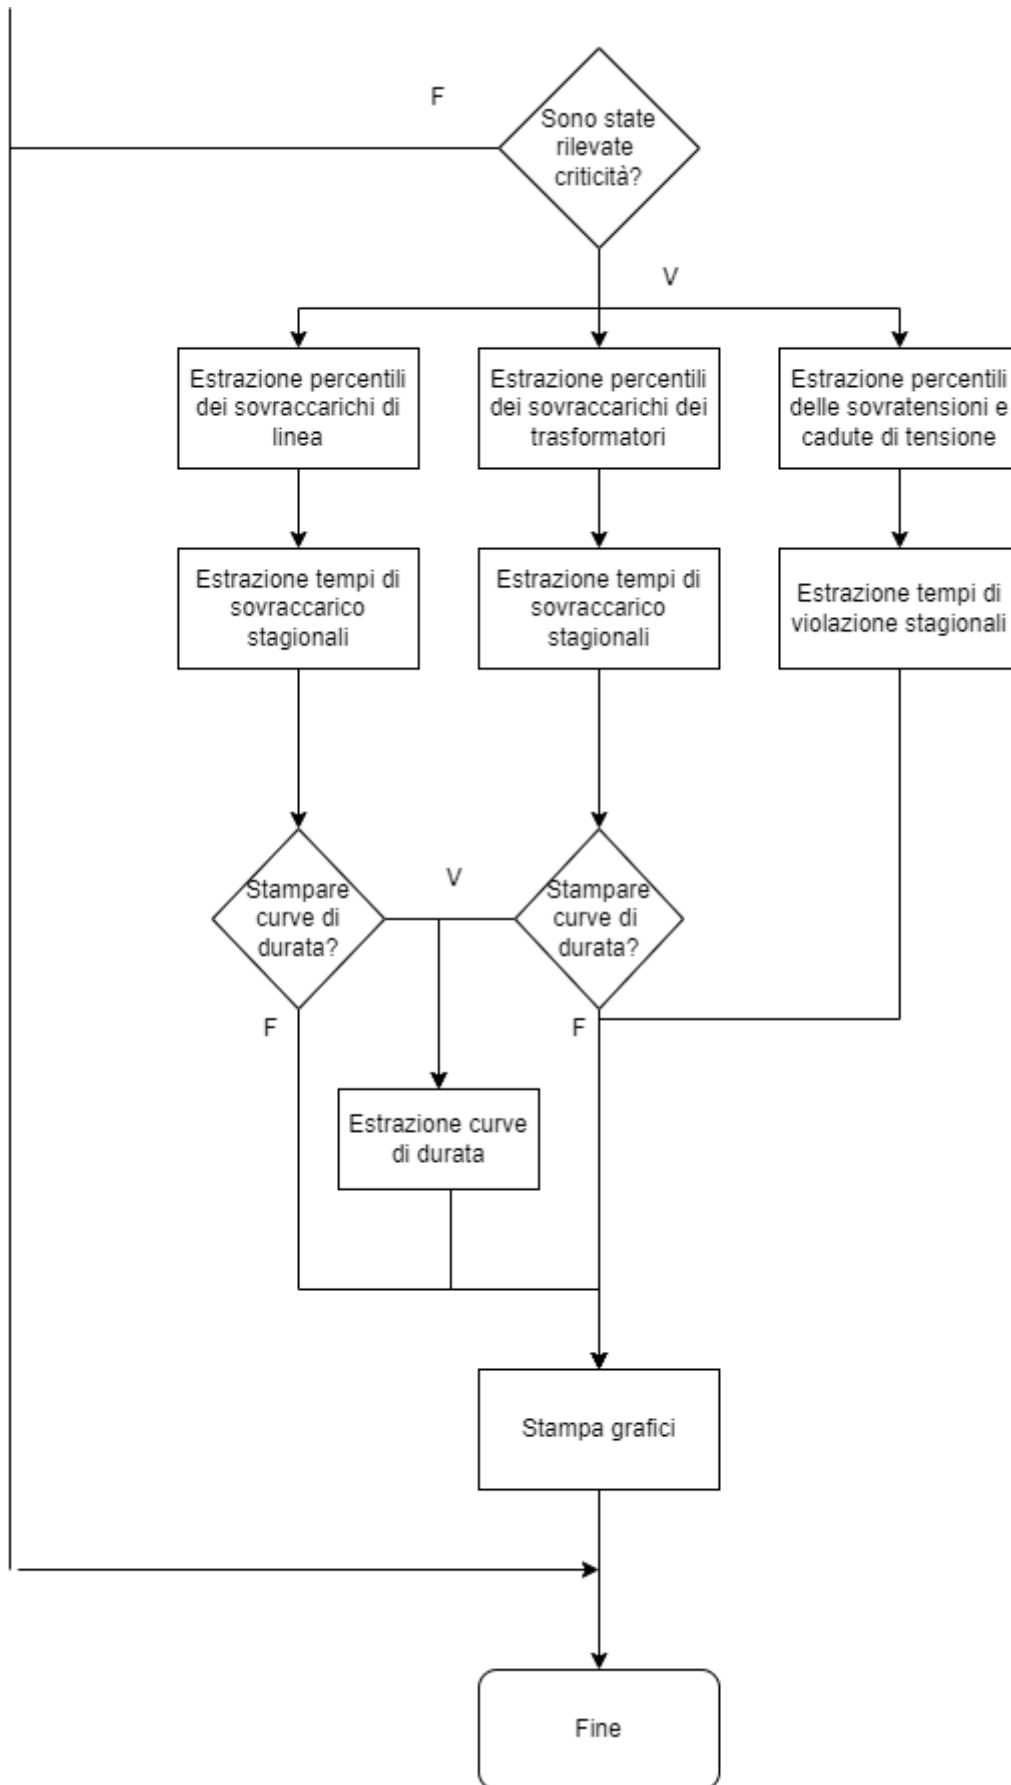 F
Sono state
rilevate
criticità?
V
Estrazione percentili
dei sovraccarichi di
linea
Estrazione percentili
dei sovraccarichi dei
trasformatori
Estrazione percentili
delle sovratensioni e
cadute di tensione
Estrazione tempi di
sovraccarico
stagionali
Estrazione tempi di
sovraccarico
stagionali
Estrazione tempi di
violazione stagionali
Stampare
curve di
durata?
V
Stampare
curve di
durata?
F
F
Estrazione curve
di durata
Stampa grafici
Fine